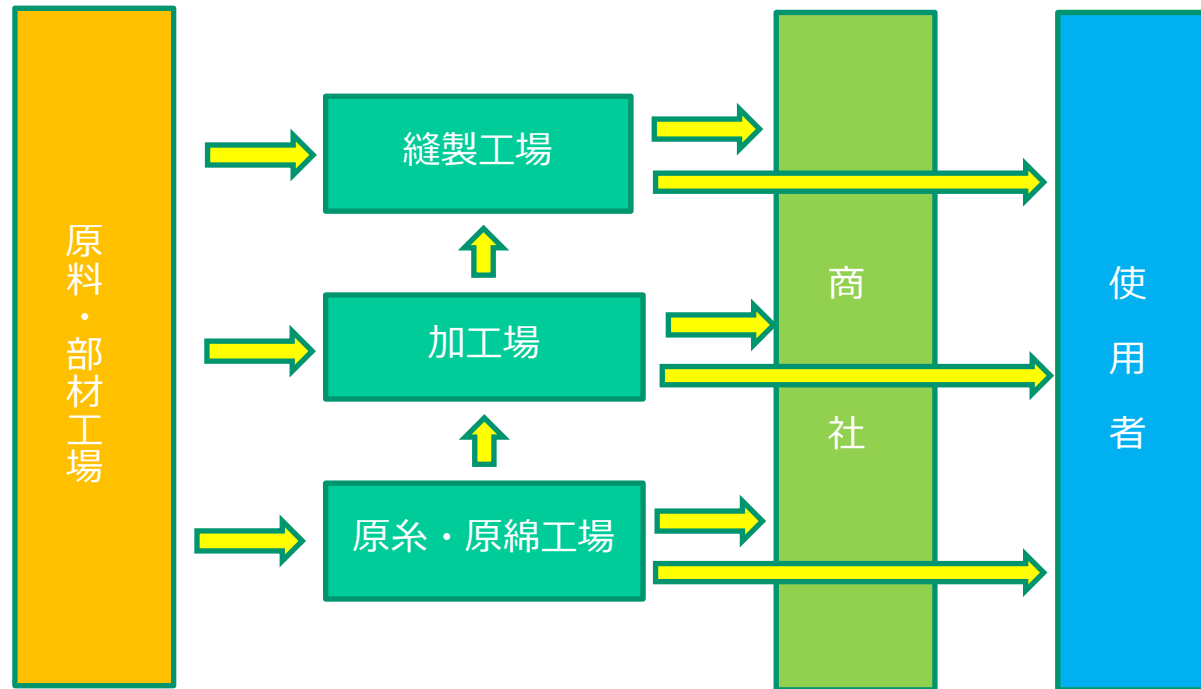 原料・部材工場
縫製工場
加工場
原糸・原綿工場
商社
使用者